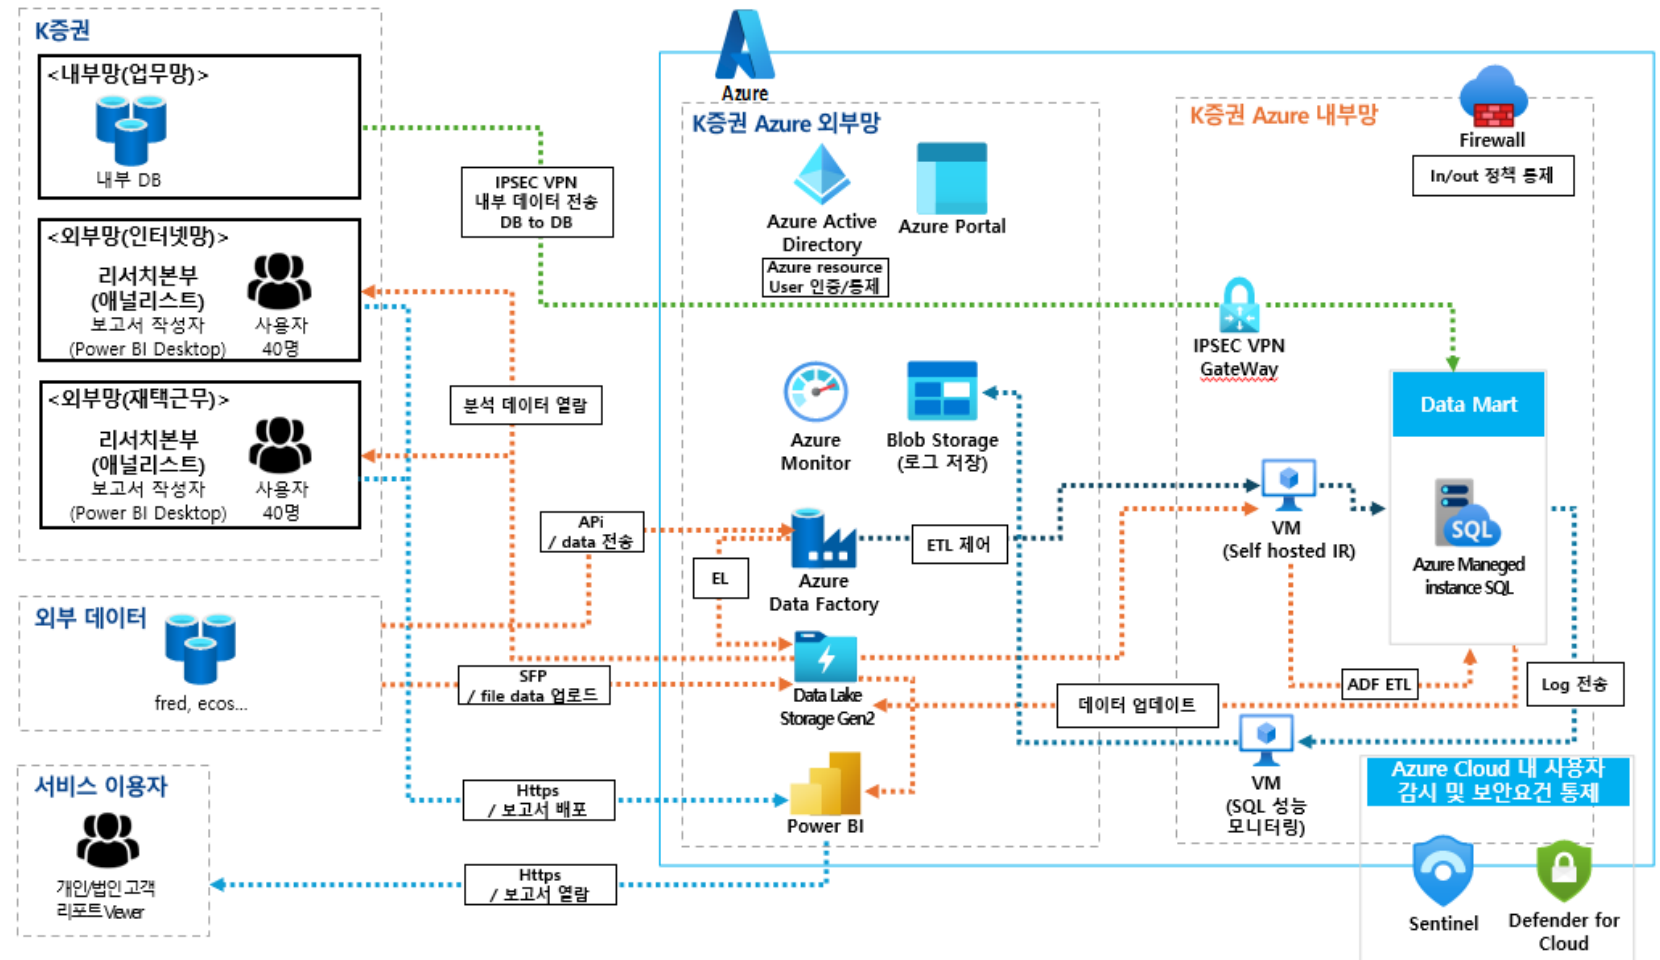 K증권
<내부망(업무망)>
내부 DB
<외부망(인터넷망)>
리서치본부
(애널리스트)
보고서 작성자
(Power BI Desktop)
사용자
40명
<외부망(재택근무)>
리서치본부
(애널리스트)
보고서 작성자
(Power BI Desktop)
사용자
40명
외부 데이터
fred, ecos...
서비스 이용자
개인/법인 고객
리포트 Viewer
IPSEC VPN
내부 데이터 전송
DB to DB
분석 데이터 열람
APi
/ data 전송
SFP
/ file data 업로드
Https
/ 보고서 배포
Https
/ 보고서 열람
Azure
K증권 Azure 외부망
Azure Active
Directory
Azure resource
User 인증/통제
Azure Portal
Azure
Monitor
Blob Storage
(로그 저장)
Azure
Data Factory
ETL 제어
EL
Data Lake
Storage Gen2
Power BI
K증권 Azure 내부망
Firewall
In/out 정책 통제
IPSEC VPN
GateWay
Data Mart
Azure Maneged
instance SQL
SQL
VM
(Self hosted IR)
ADF ETL
Log 전송
데이터 업데이트
VM
(SQL 성능
모니터링)
Azure Cloud 내 사용자
감시 및 보안요건 통제
Sentinel
Defender for
Cloud